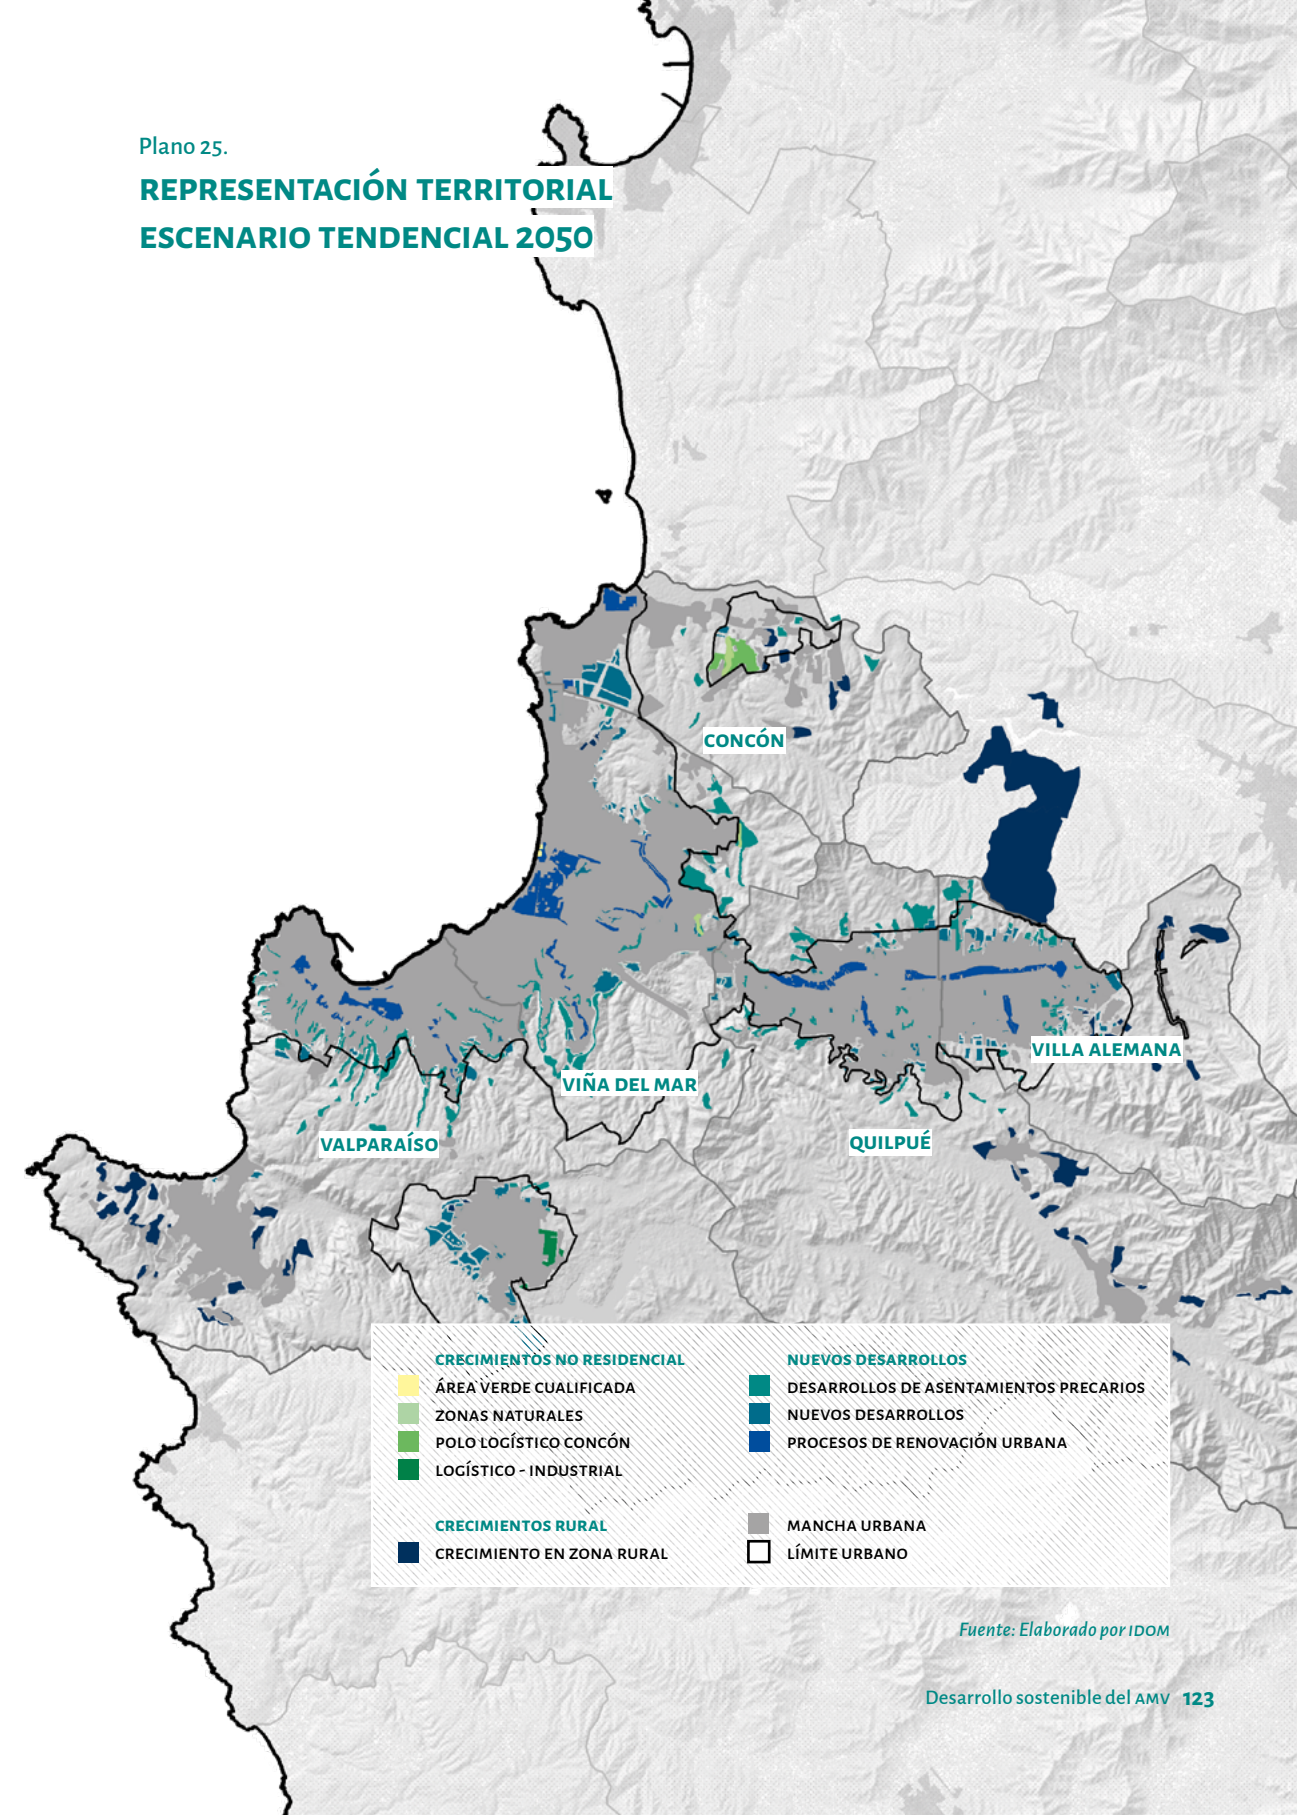 Plano 25.
REPRESENTACIÓN TERRITORIAL
ESCENARIO TENDENCIAL 2050
CONCÓN
VILLA ALEMANA
VIÑA DEL MAR
VALPARAÍSO
QUILPUÉ
CRECIMIENTOS NO RESIDENCIAL
ÁREA VERDE CUALIFICADA
ZONAS NATURALES
POLO LOGÍSTICO CONCÓN
LOGÍSTICO - INDUSTRIAL
CRECIMIENTOS RURAL
CRECIMIENTO EN ZONA RURAL
NUEVOS DESARROLLOS
DESARROLLOS DE ASENTAMIENTOS PRECARIOS
NUEVOS DESARROLLOS
PROCESOS DE RENOVACIÓN URBANA
MANCHA URBANA
LÍMITE URBANO
Fuente: Elaborado por IDOM
Desarrollo sostenible del AMV 123